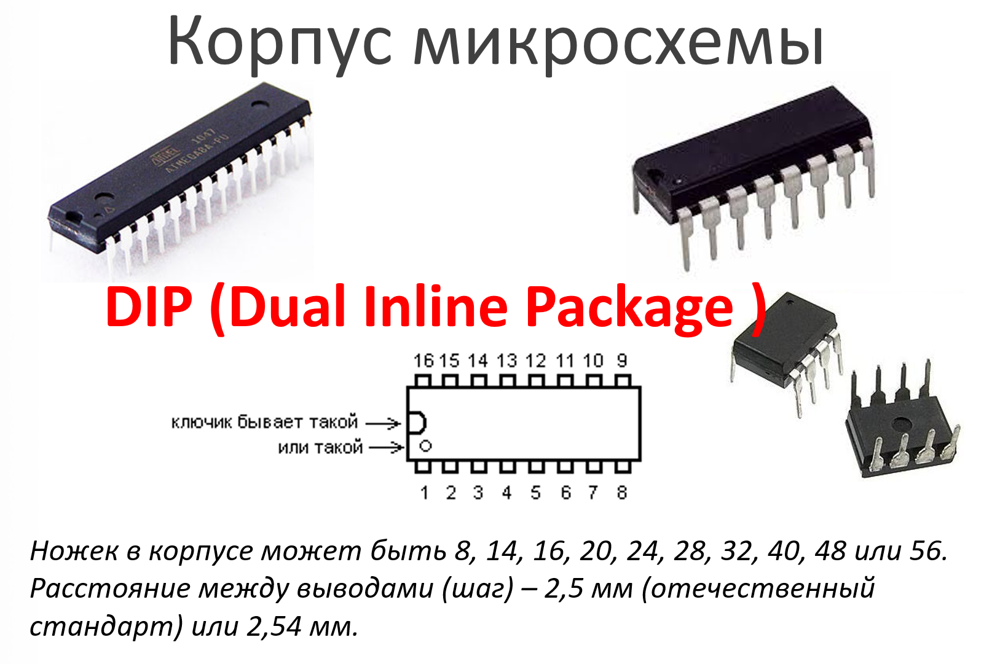 Корпус микросхемы
ATMEL 1047
ATMEGA8A-PU
DIP (Dual Inline Package )
16 15 14 13 12 11 10 9
ключик бывает такой
или такой
1 2 3 4 5 6 7 8
Ножек в корпусе может быть 8, 14, 16, 20, 24, 28, 32, 40, 48 или 56.
Расстояние между выводами (шаг) – 2,5 мм (отечественный
стандарт) или 2,54 мм.